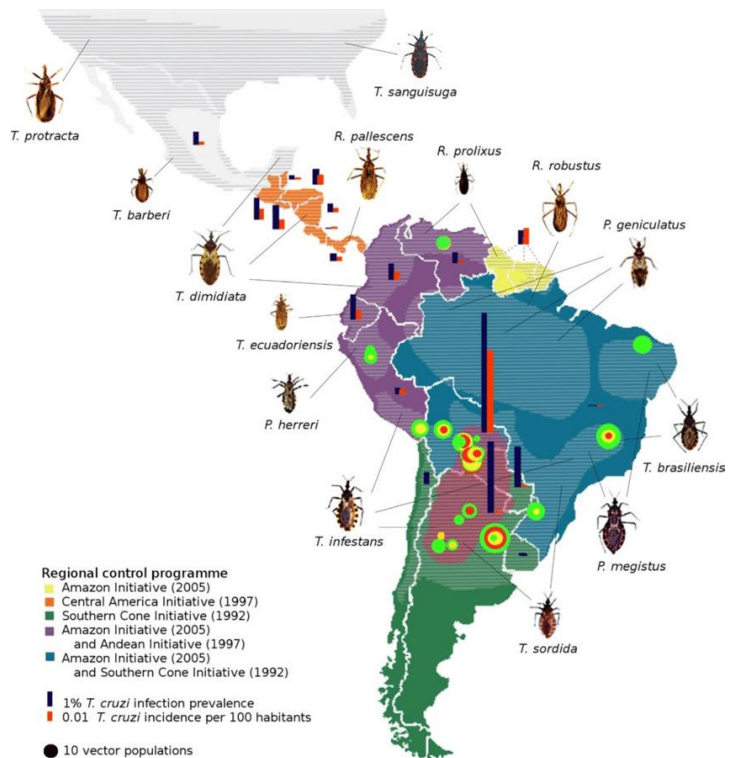 T. sanguisuga
T. protracta
R. pallescens
R. prolixus
R. robustus
T. barberi
P. geniculatus
T. dimidiata
T. ecuadoriensis
P. herreri
T. brasiliensis
T. infestans
P. megistus
T. sordida
Regional control programme
Amazon Initiative (2005)
Central America Initiative (1997)
Southern Cone Initiative (1992)
Amazon Initiative (2005)
and Andean Initiative (1997)
Amazon Initiative (2005)
and Southern Cone Initiative (1992)
1% T. cruzi infection prevalence
0.01 T. cruzi incidence per 100 habitants
10 vector populations